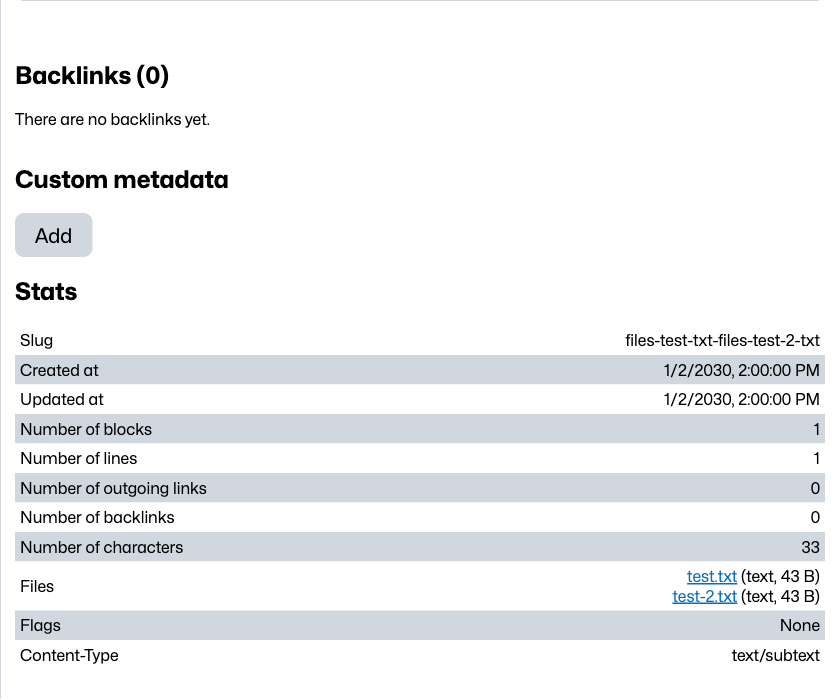 Backlinks (0)
There are no backlinks yet.
Custom metadata
Add
Stats
Slug files-test-txt-files-test-2-txt
Created at 1/2/2030, 2:00:00 PM
Updated at 1/2/2030, 2:00:00 PM
Number of blocks 1
Number of lines 1
Number of outgoing links 0
Number of backlinks 0
Number of characters 33
Files test.txt (text, 43 B)
test-2.txt (text, 43 B)
Flags None
Content-Type text/subtext